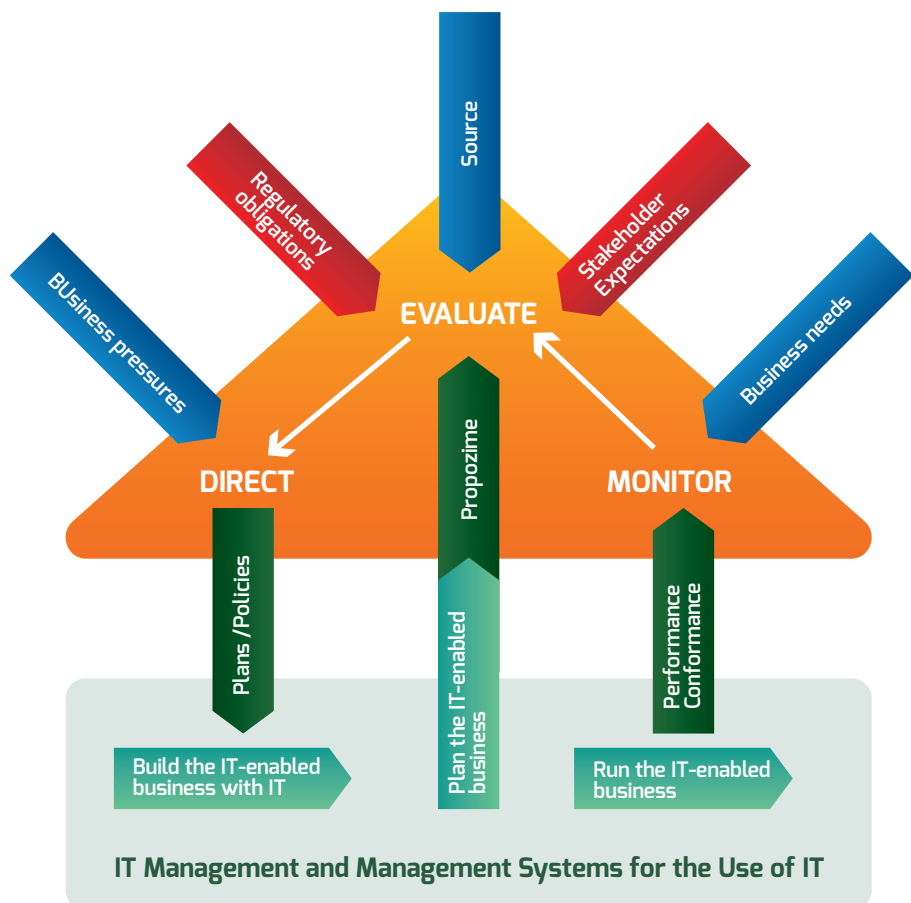 Source
Regulatory
obligations
Stakeholder
Expectations
BUsiness pressures
Business needs
EVALUATE
DIRECT
MONITOR
Propozime
Plans /Policies
Plan the IT-enabled
business
Performance
Conformance
Build the IT-enabled
business with IT
Run the IT-enabled
business
IT Management and Management Systems for the Use of IT